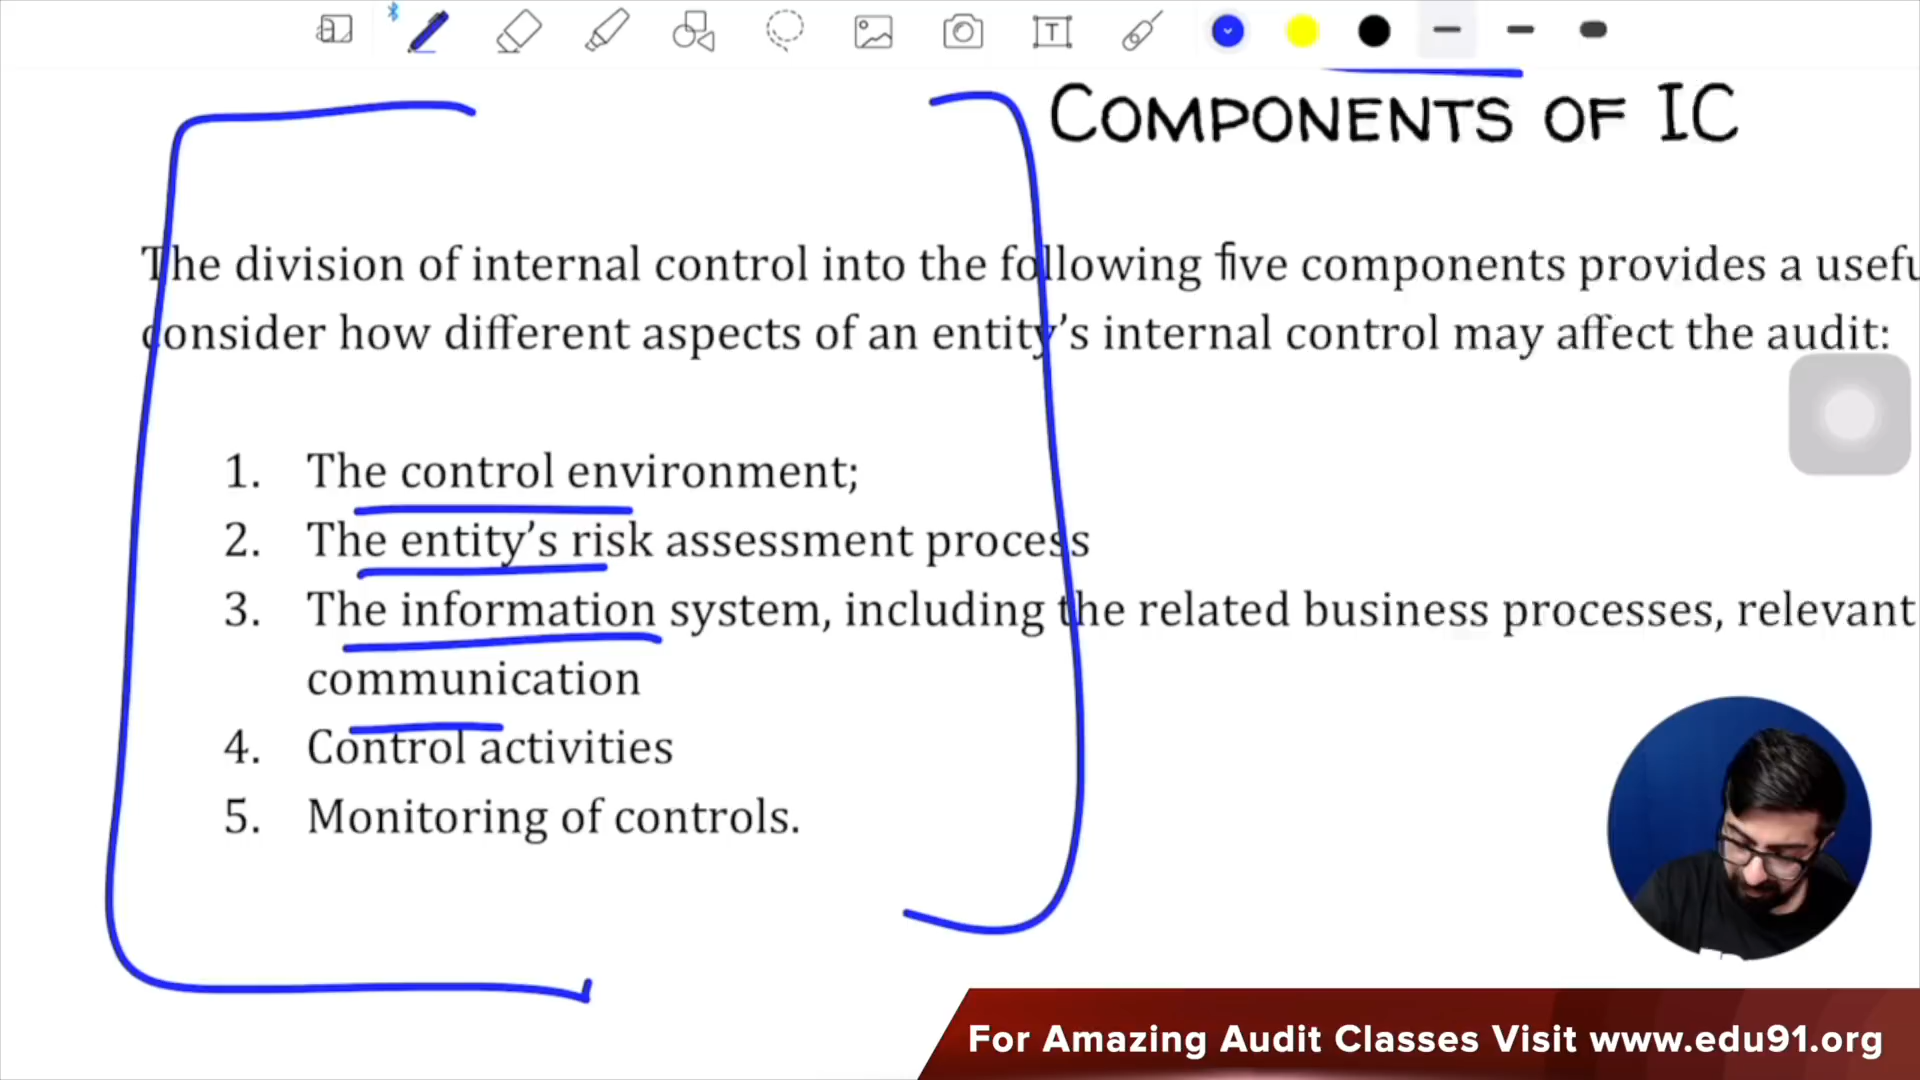 COMPONENTS OF IC
The division of internal control into the following five components provides a
consider how different aspects of an entity's internal control may affect the audit:
1. The control environment;
2. The entity's risk assessment process
3. The information system, including the related business processes, relevant
communication
4. Control activities
5. Monitoring of controls.
For Amazing Audit Classes Visit www.edu91.org